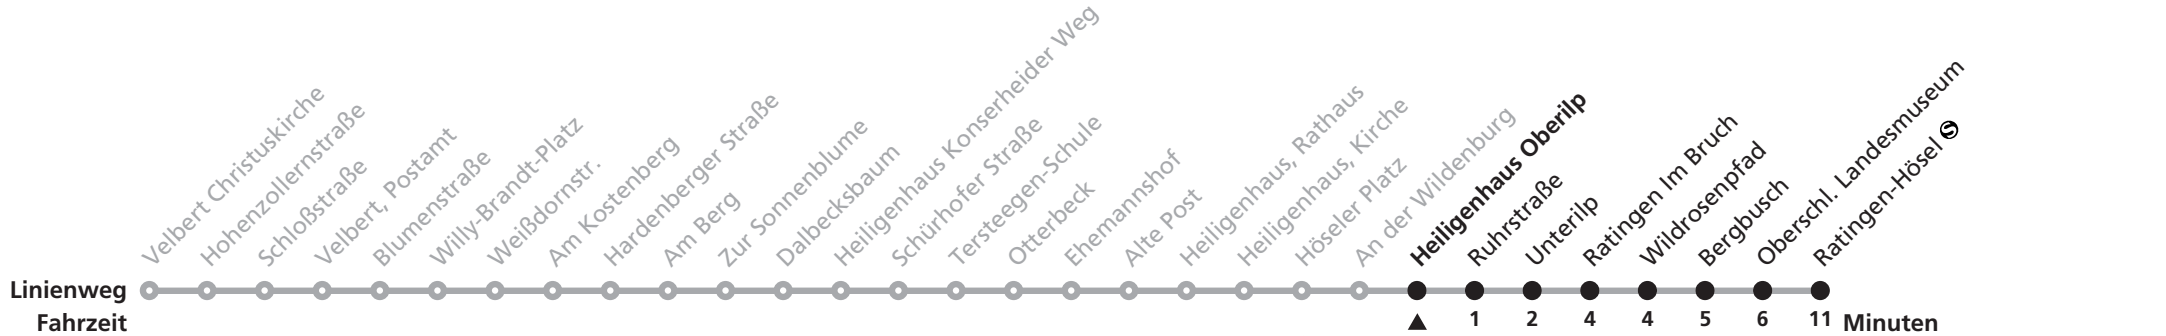 Velbert Christuskirche
Hohenzollernstraße
Schloßstraße
Velbert, Postamt
Blumenstraße
Willy-Brandt-Platz
Weißdornstr.
Am Kostenberg
Hardenberger Straße
Am Berg
Zur Sonnenblume
Dalbecksbaum
Heiligenhaus Konserheider Weg
Schürhofer Straße
Tersteegen-Schule
Otterbeck
Ehemannshof
Alte Post
Heiligenhaus, Rathaus
Heiligenhaus, Kirche
Höseler Platz
An der Wildenburg
Heiligenhaus Oberilp
Ruhrstraße
Unterilp
Ratingen Im Bruch
Wildrosenpfad
Bergbusch
Oberschl. Landesmuseum
Ratingen-Hösel S
Linienweg
Fahrzeit 1 2 4 4 5 6 11 Minuten